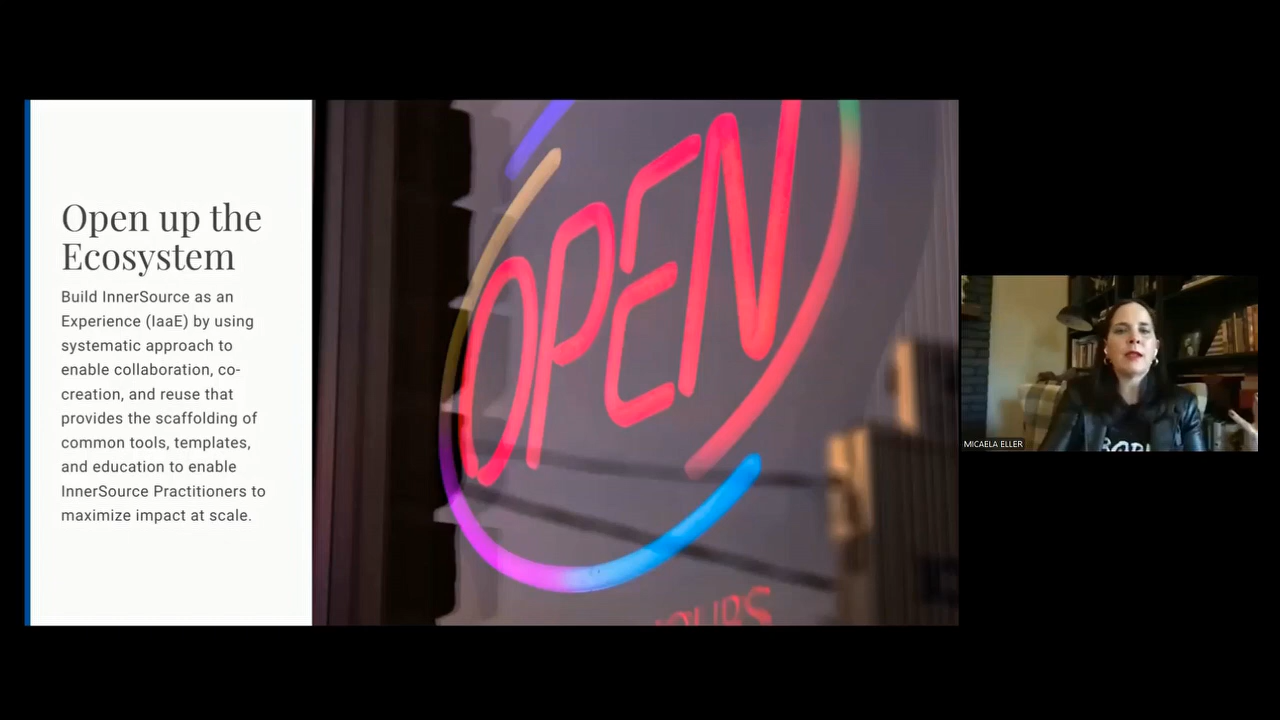 Open up the
Ecosystem
Build InnerSource as an
Experience (IaaE) by using
systematic approach to
enable collaboration, co-
creation, and reuse that
provides the scaffolding of
common tools, templates,
and education to enable
InnerSource Practitioners to
maximize impact at scale.
OPEN
MICAELA ELLER